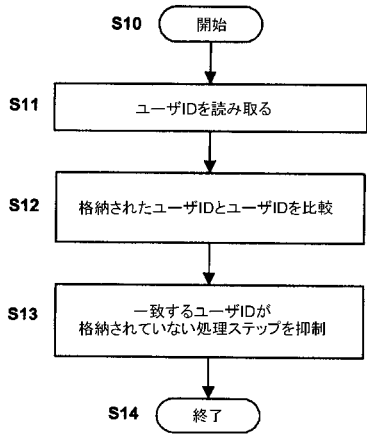 S10 開始
S11 ユーザIDを読み取る
S12 格納されたユーザIDとユーザIDを比較
S13 一致するユーザIDが
格納されていない処理ステップを抑制
S14 終了